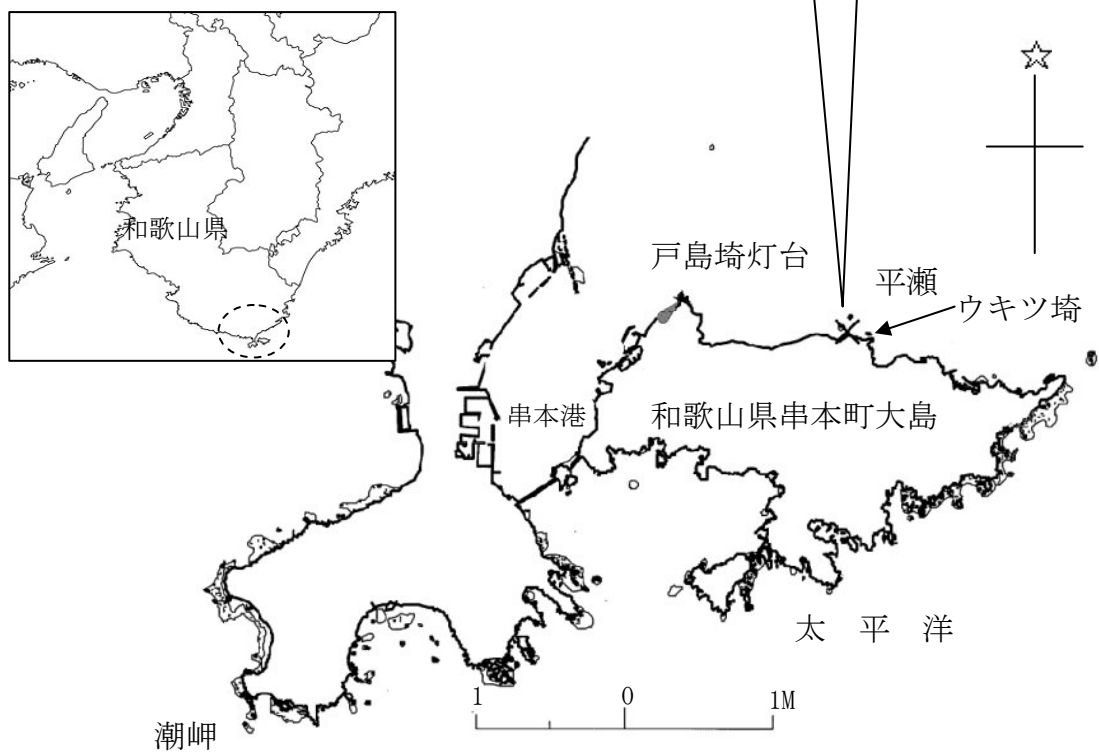 和歌山県
戸島埼灯台
平瀬
ウキツ埼
串本港
和歌山県串本町大島
太 平 洋
1 0 1M
潮岬